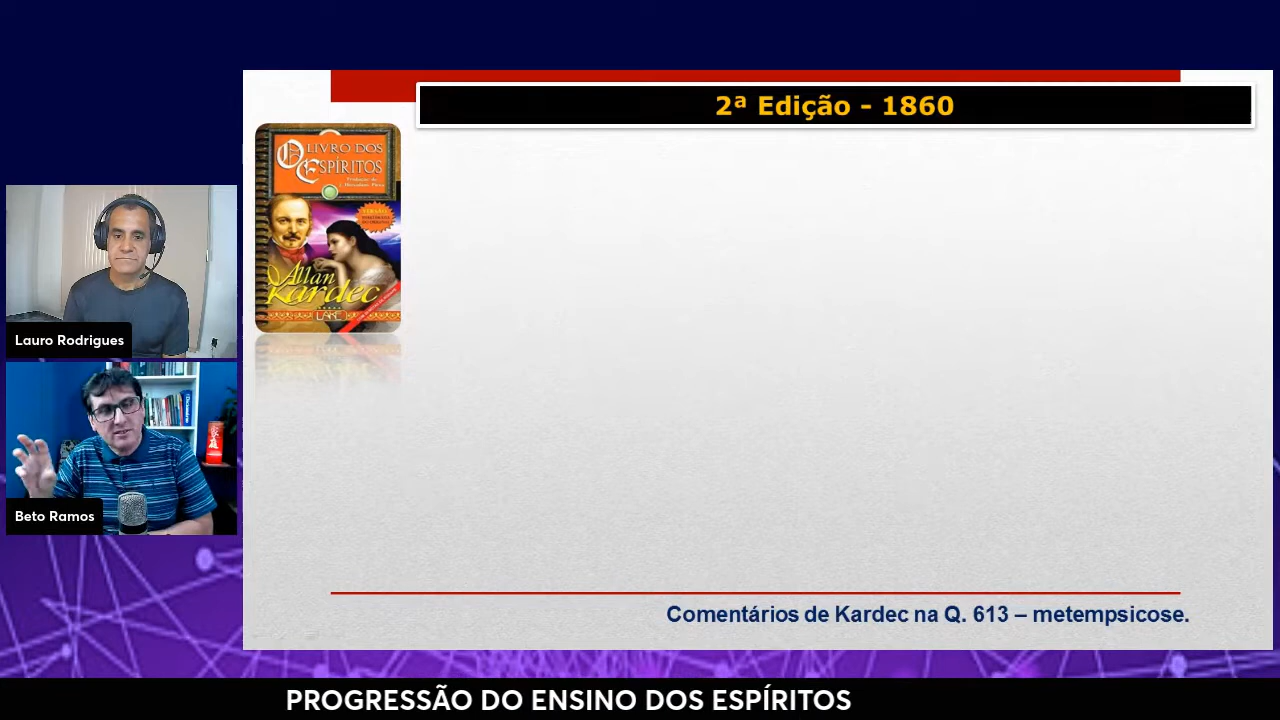 2ª Edição - 1860
O LIVRO DOS
ESPÍRITOS
Allan
Kardec
LAKE
Lauro Rodrigues
Beto Ramos
Comentários de Kardec na Q. 613 – metempsicose.
PROGRESSÃO DO ENSINO DOS ESPÍRITOS